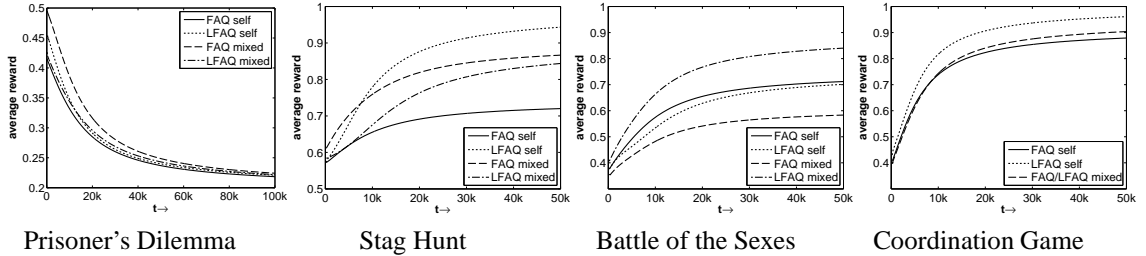 average reward
0.5
0.45
0.4
0.35
0.3
0.25
0.2
0 20k 40k 60k 80k 100k
t→
FAQ self
LFAQ self
FAQ mixed
LFAQ mixed
Prisoner's Dilemma
average reward
1
0.9
0.8
0.7
0.6
0.5
0 10k 20k 30k 40k 50k
t→
FAQ self
LFAQ self
FAQ mixed
LFAQ mixed
Stag Hunt
average reward
1
0.9
0.8
0.7
0.6
0.5
0.4
0 10k 20k 30k 40k 50k
t→
FAQ self
LFAQ self
FAQ mixed
LFAQ mixed
Battle of the Sexes
average reward
1
0.9
0.8
0.7
0.6
0.5
0.4
0 10k 20k 30k 40k 50k
t→
FAQ self
LFAQ self
FAQ/LFAQ mixed
Coordination Game